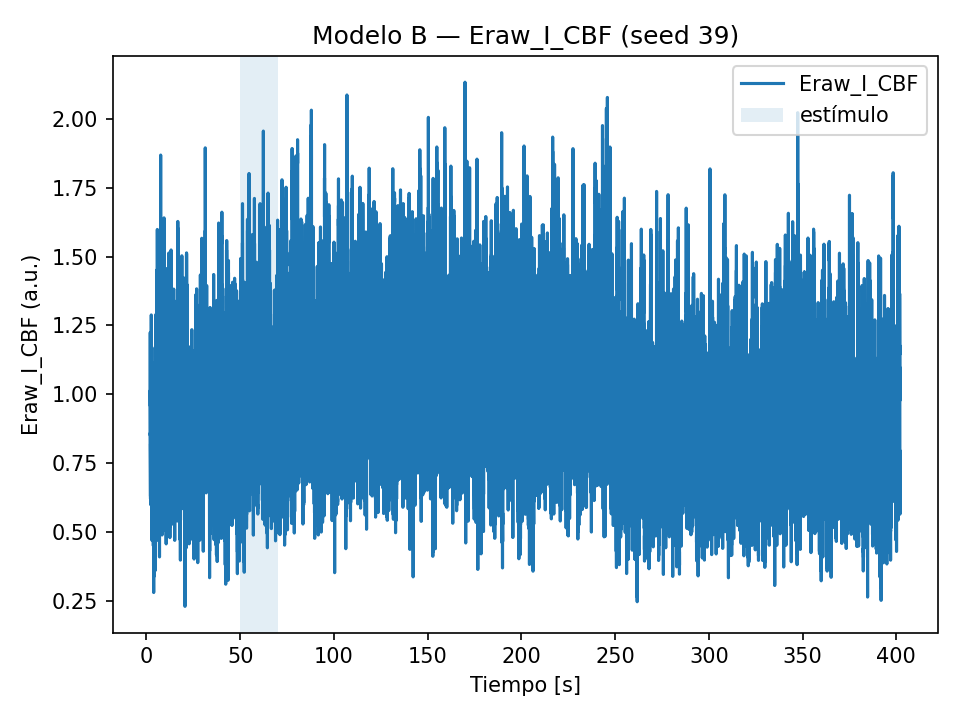 Modelo B — Eraw_I_CBF (seed 39)
Eraw_I_CBF
estímulo
Eraw_I_CBF (a.u.)
2.00
1.75
1.50
1.25
1.00
0.75
0.50
0.25
0 50 100 150 200 250 300 350 400
Tiempo [s]